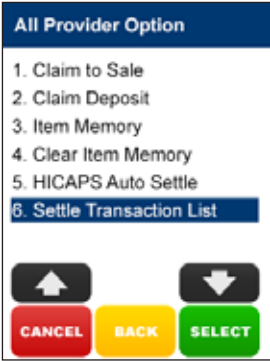 All Provider Option
1. Claim to Sale
2. Claim Deposit
3. Item Memory
4. Clear Item Memory
5. HICAPS Auto Settle
6. Settle Transaction List
CANCEL BACK SELECT